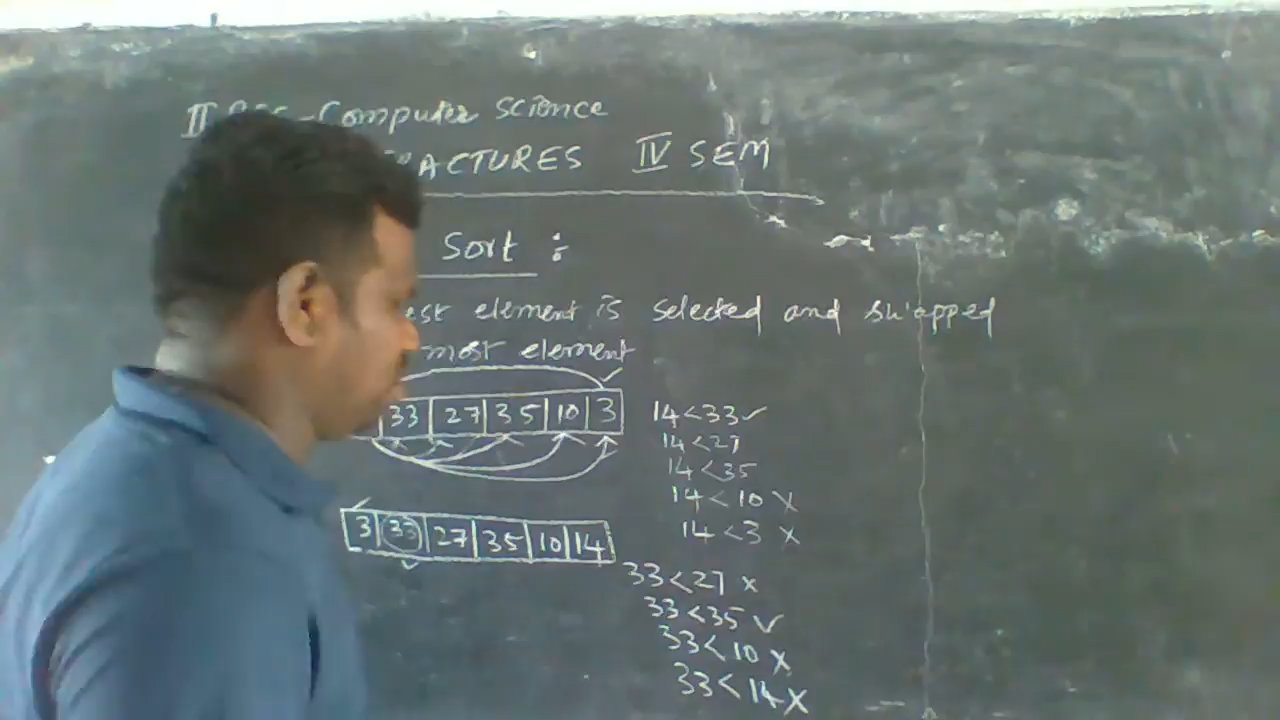 II - Computer Science
ACTURES IV SEM
Sort :
est element is selected and swapped
most element
33 27 35 10 3
14<33✓
14<27
14<35
14<10 X
14<3 X
3 33 27 35 10 14
33<27 x
33<35 ✓
33<10 X
33<14 X